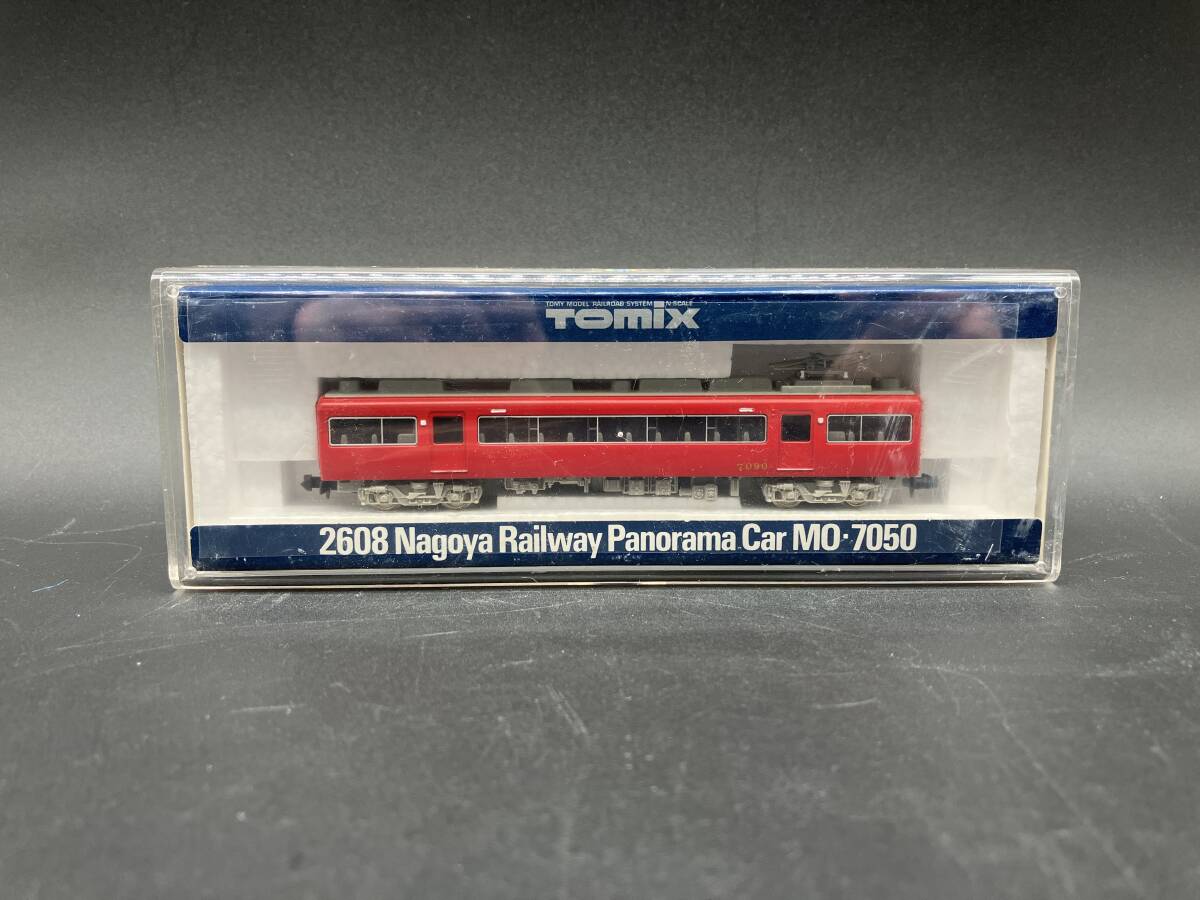 TOMY MODEL RAILROAD SYSTEM N-SCALE
TOMIX
7090
2608 Nagoya Railway Panorama Car MO·7050